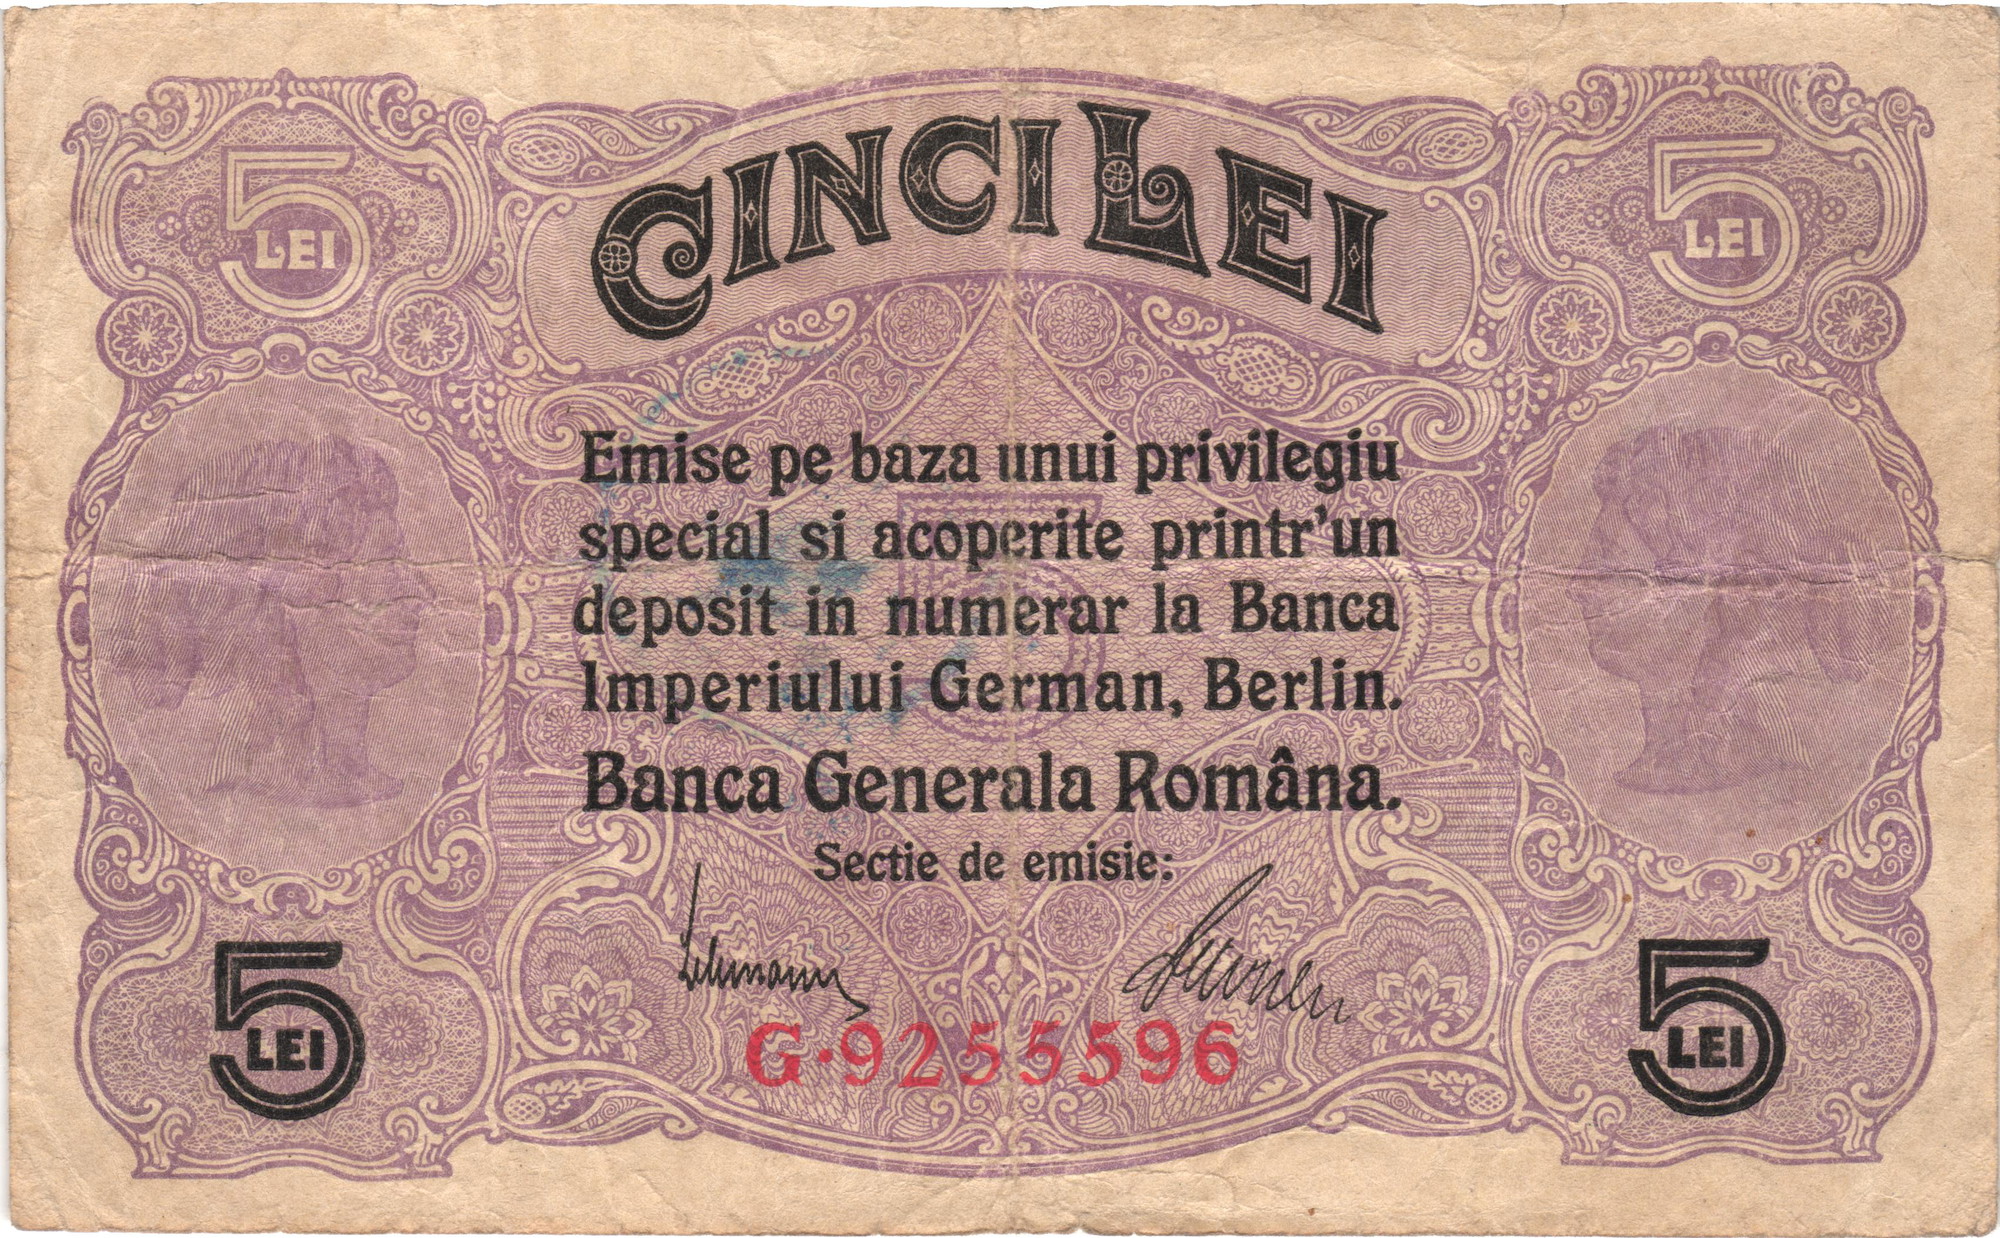 5 LEI
CINCI LEI
5 LEI
Emise pe baza unui privilegiu
special si acoperite printr'un
deposit in numerar la Banca
Imperiului German, Berlin.
Banca Generala Româna.
Sectie de emisie:
5 LEI
G·9255596
5 LEI